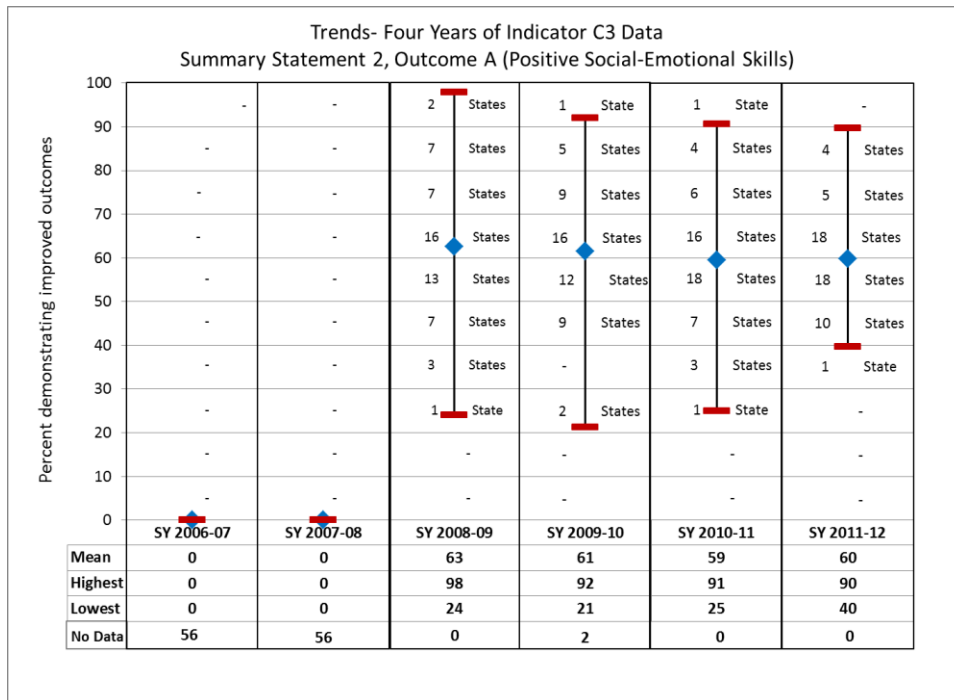 Trends- Four Years of Indicator C3 Data
Summary Statement 2, Outcome A (Positive Social-Emotional Skills)
Percent demonstrating improved outcomes
100
- - 2 States 1 State 1 State -
90
- - 7 States 5 States 4 States 4 States
80
- - 7 States 9 States 6 States 5 States
70
- - 16 States 16 States 16 States 18 States
60
- - 13 States 12 States 18 States 18 States
50
- - 7 States 9 States 7 States 10 States
40
- - 3 States - 3 States 1 State
30
- - 1 State 2 States 1 State -
20
- - - - - -
10
- - - - - -
0
SY 2006-07 SY 2007-08 SY 2008-09 SY 2009-10 SY 2010-11 SY 2011-12
Mean 0 0 63 61 59 60
Highest 0 0 98 92 91 90
Lowest 0 0 24 21 25 40
No Data 56 56 0 2 0 0